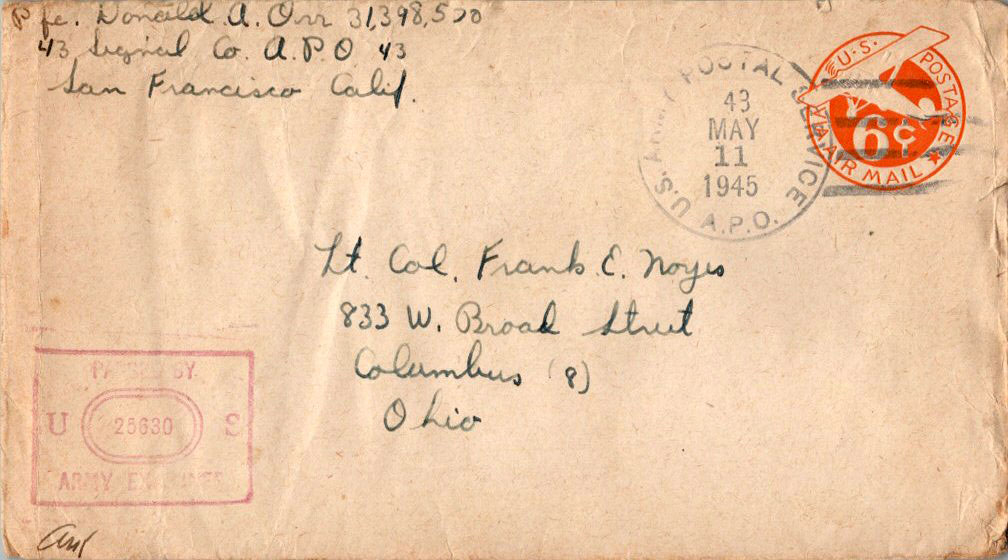 Pfc. Donald A. Orr 31,398,520
43 Signal Co. A.P.O. 43
San Francisco Calif.
U.S. ARMY POSTAL SERVICE
43
MAY
11
1945
A.P.O.
U.S. POSTAGE
6¢
VIA AIR MAIL
Lt. Col. Frank E. Noyes
833 W. Broad Street
Columbus (8)
Ohio
PASSED BY
U 25630 S
ARMY EXAMINER